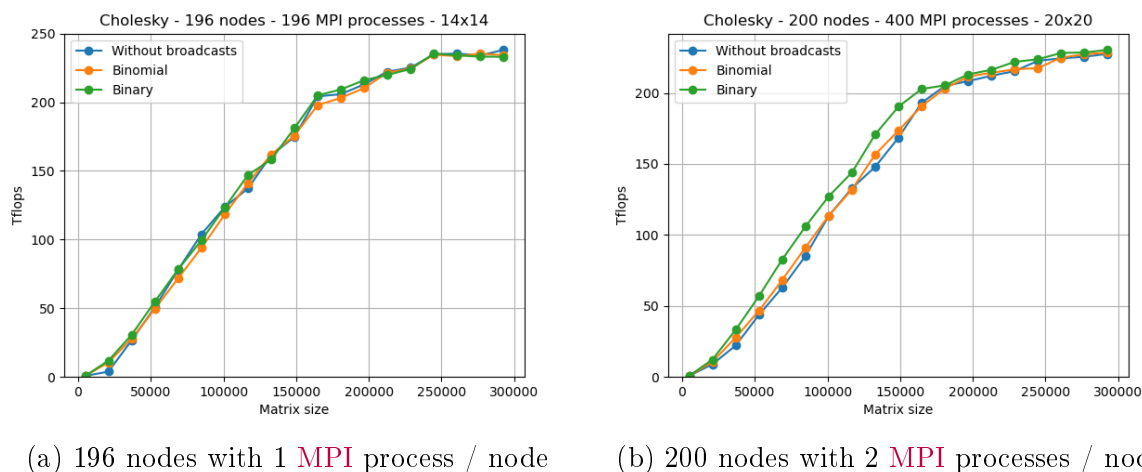 Cholesky - 196 nodes - 196 MPI processes - 14x14
250
200
150
100
50
0
Tflops
Without broadcasts
Binomial
Binary
0 50000 100000 150000 200000 250000 300000
Matrix size
(a) 196 nodes with 1 MPI process / node
Cholesky - 200 nodes - 400 MPI processes - 20x20
200
150
100
50
0
Tflops
Without broadcasts
Binomial
Binary
0 50000 100000 150000 200000 250000 300000
Matrix size
(b) 200 nodes with 2 MPI processes / nod